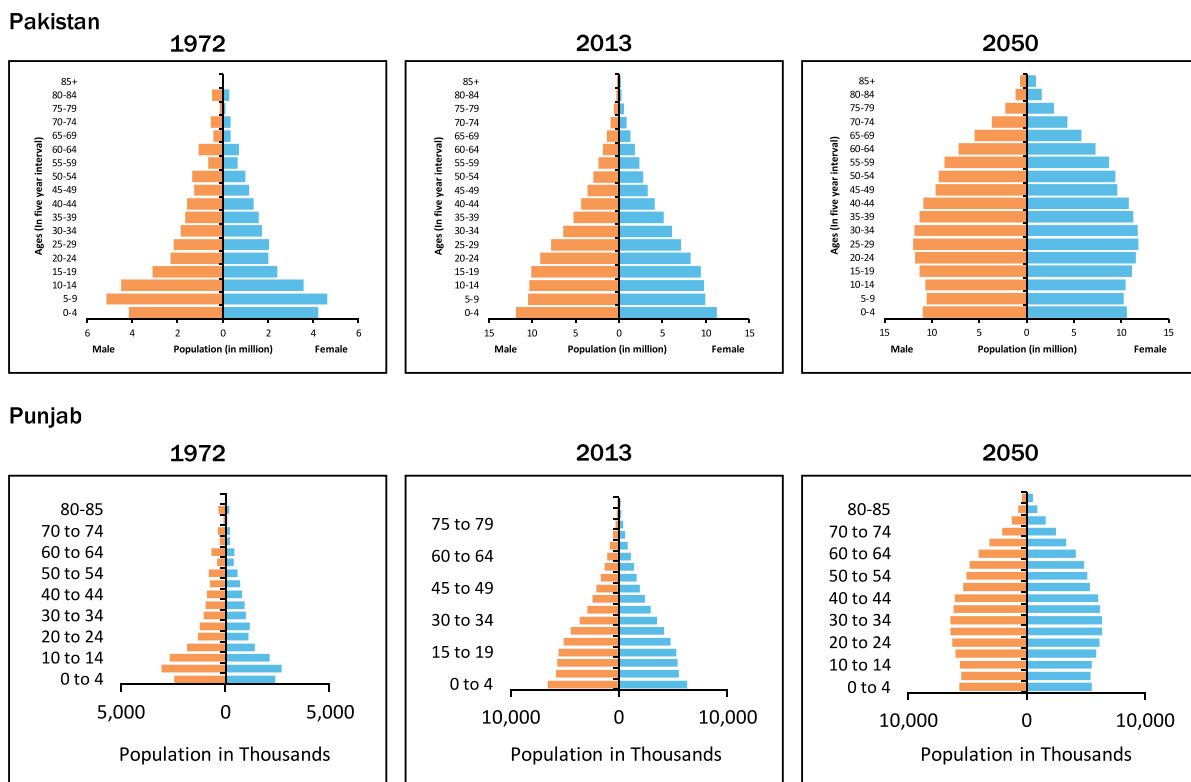 Pakistan
1972
85+
80-84
75-79
70-74
65-69
60-64
55-59
50-54
45-49
40-44
35-39
30-34
25-29
20-24
15-19
10-14
5-9
0-4
Ages (In five year interval)
6 4 2 0 2 4 6
Male Population (in million) Female
2013
85+
80-84
75-79
70-74
65-69
60-64
55-59
50-54
45-49
40-44
35-39
30-34
25-29
20-24
15-19
10-14
5-9
0-4
Ages (In five year interval)
15 10 5 0 5 10 15
Male Population (in million) Female
2050
85+
80-84
75-79
70-74
65-69
60-64
55-59
50-54
45-49
40-44
35-39
30-34
25-29
20-24
15-19
10-14
5-9
0-4
Ages (In five year interval)
15 10 5 0 5 10 15
Male Population (in million) Female
Punjab
1972
80-85
70 to 74
60 to 64
50 to 54
40 to 44
30 to 34
20 to 24
10 to 14
0 to 4
5,000 0 5,000
Population in Thousands
2013
75 to 79
60 to 64
45 to 49
30 to 34
15 to 19
0 to 4
10,000 0 10,000
Population in Thousands
2050
80-85
70 to 74
60 to 64
50 to 54
40 to 44
30 to 34
20 to 24
10 to 14
0 to 4
10,000 0 10,000
Population in Thousands